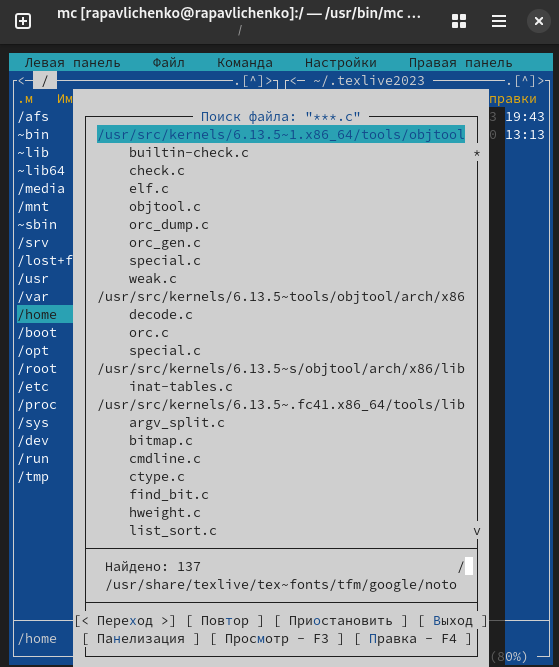 mc [rapavlichenko@rapavlichenko]:/ — /usr/bin/mc ...
/
Левая панель Файл Команда Настройки Правая панель
<— / .[^]> <— ~/.texlive2023 .[^]>
.м Им правки
/afs 3 19:43
~bin 0 13:13
~lib
~lib64
/media
/mnt
~sbin
/srv
/lost+f
/usr
/var
/home
/boot
/opt
/root
/etc
/proc
/sys
/dev
/run
/tmp
/home
(80%)
Поиск файла: "***.c"
/usr/src/kernels/6.13.5~1.x86_64/tools/objtool
builtin-check.c
check.c
elf.c
objtool.c
orc_dump.c
orc_gen.c
special.c
weak.c
/usr/src/kernels/6.13.5~tools/objtool/arch/x86
decode.c
orc.c
special.c
/usr/src/kernels/6.13.5~s/objtool/arch/x86/lib
inat-tables.c
/usr/src/kernels/6.13.5~.fc41.x86_64/tools/lib
argv_split.c
bitmap.c
cmdline.c
ctype.c
find_bit.c
hweight.c
list_sort.c
Найдено: 137 /
/usr/share/texlive/tex~fonts/tfm/google/noto
[< Переход >] [ Повтор ] [ Приостановить ] [ Выход ]
[ Панелизация ] [ Просмотр - F3 ] [ Правка - F4 ]